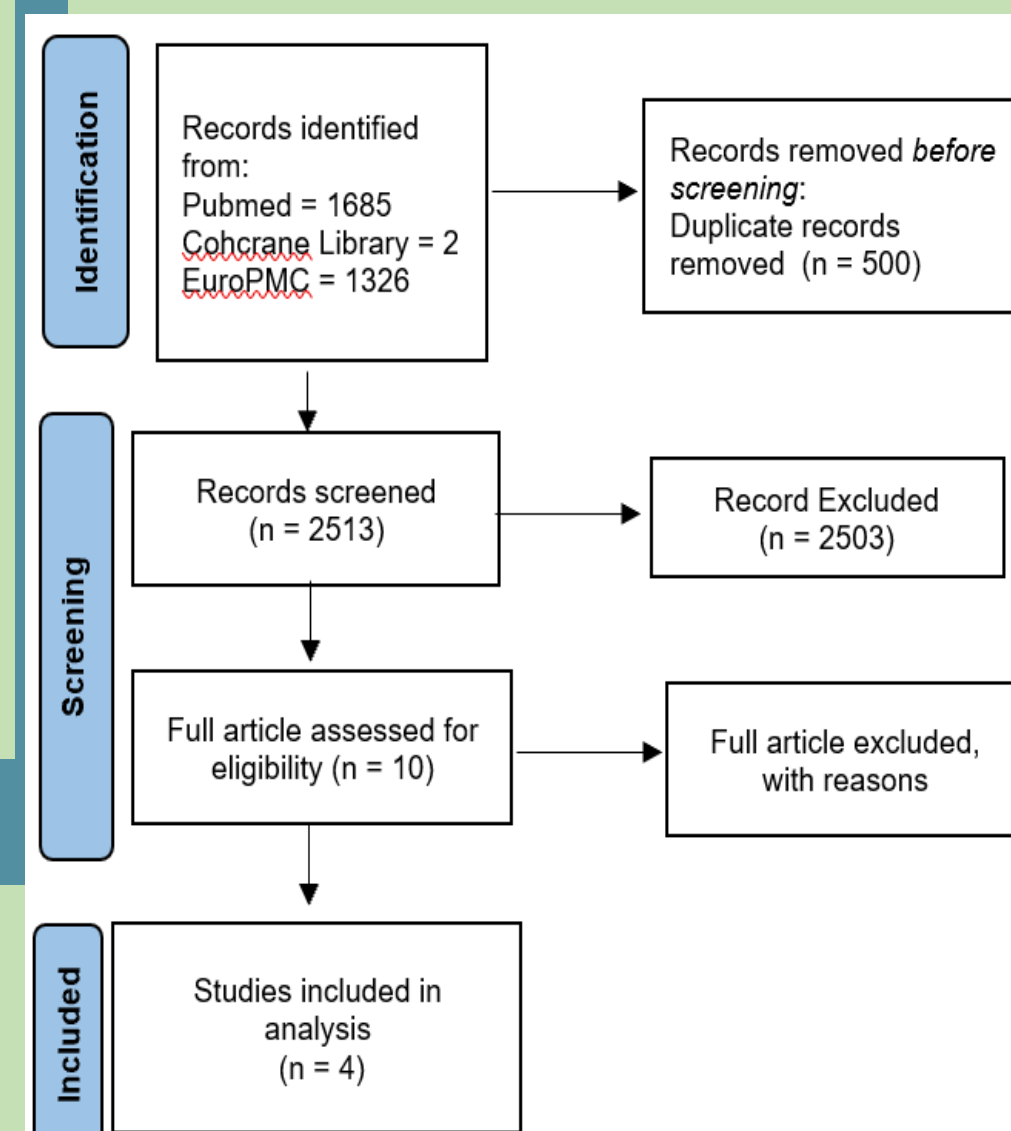 Identification
Records identified
from:
Pubmed = 1685
Cohcrane Library = 2
EuroPMC = 1326
Records removed before
screening:
Duplicate records
removed (n = 500)
Screening
Records screened
(n = 2513)
Record Excluded
(n = 2503)
Full article assessed for
eligibility (n = 10)
Full article excluded,
with reasons
Included
Studies included in
analysis
(n = 4)